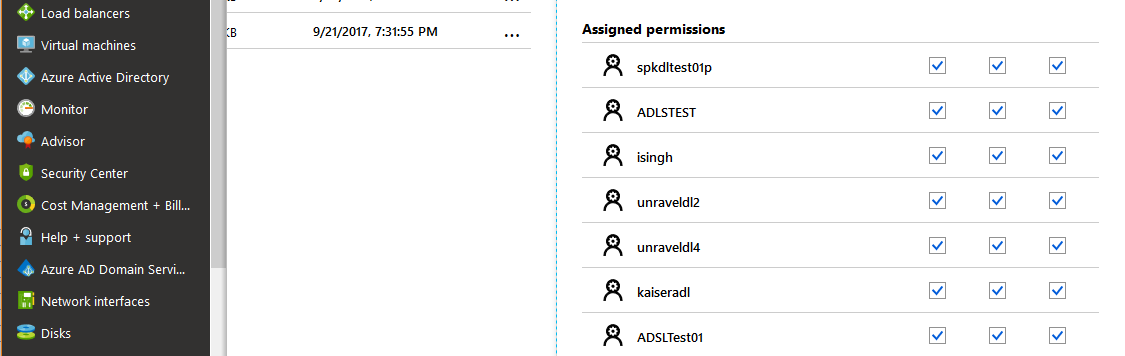 Load balancers
Virtual machines
Azure Active Directory
Monitor
Advisor
Security Center
Cost Management + Bill...
Help + support
Azure AD Domain Servi...
Network interfaces
Disks
KB 9/21/2017, 7:31:55 PM ...
Assigned permissions
spkdltest01p
ADLSTEST
isingh
unraveldl2
unraveldl4
kaiseradl
ADSLTest01